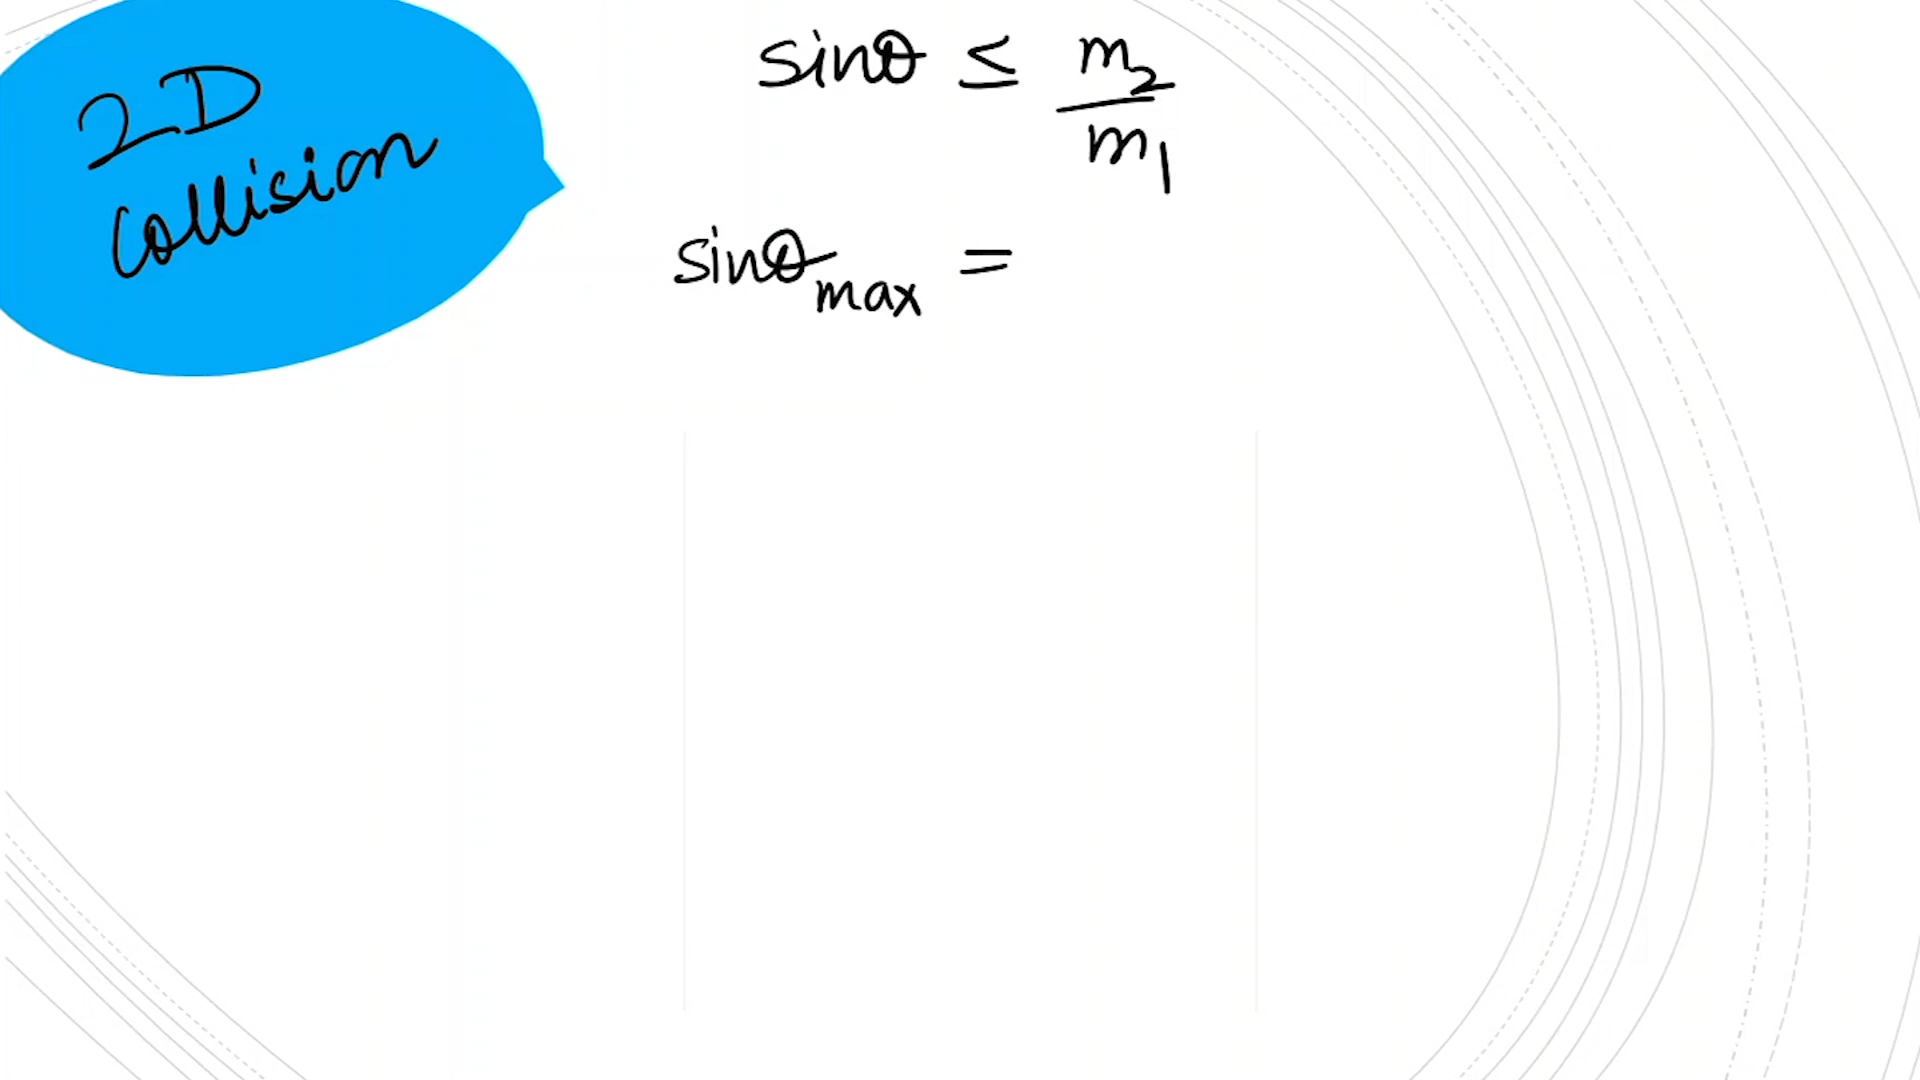 2D
Collision
sinθ ≤ m₂/m₁
sinθmax =